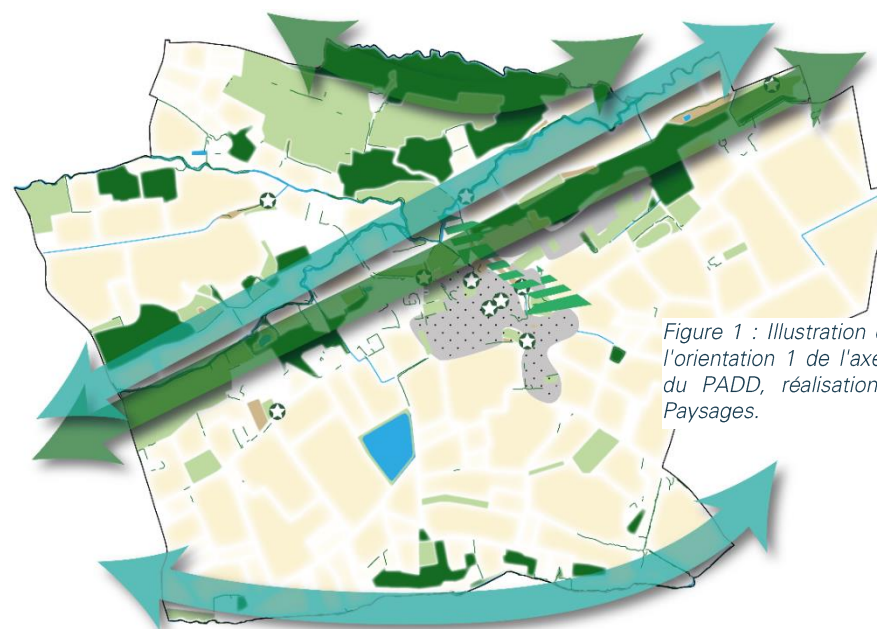 Figure 1 : Illustration
l'orientation 1 de l'axe
du PADD, réalisation
Paysages.